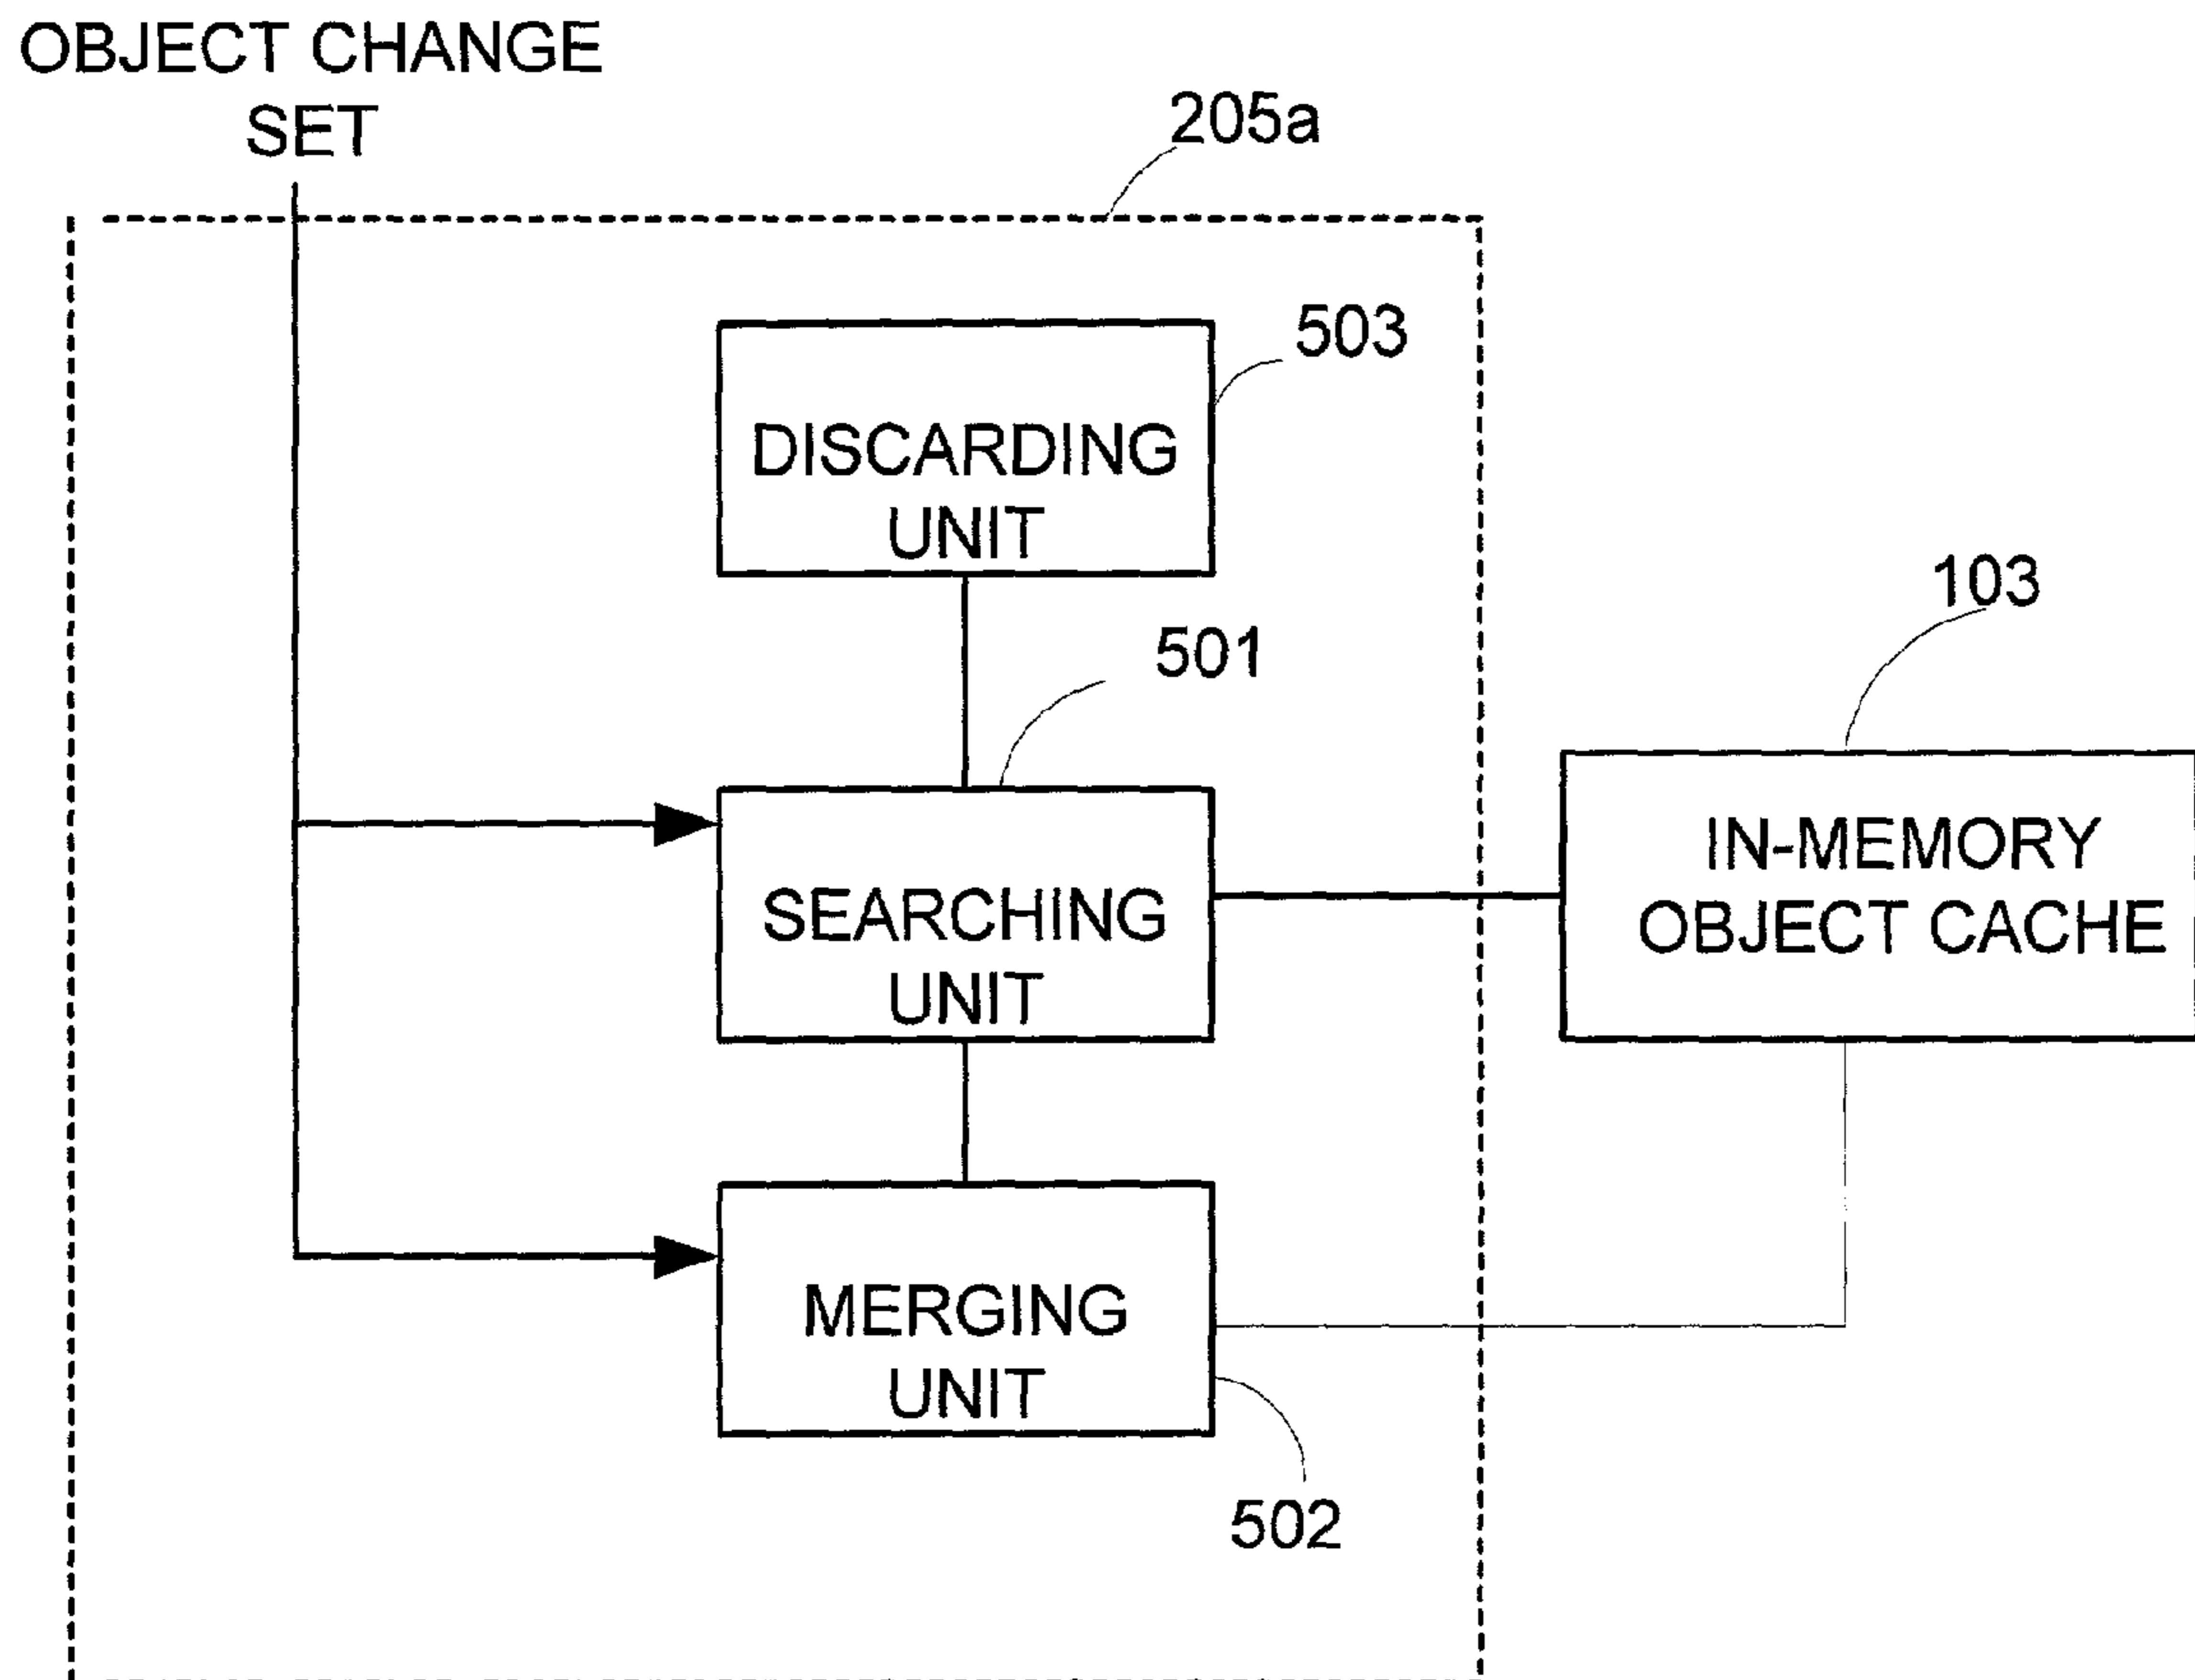 OBJECT CHANGE
SET
205a
503
DISCARDING
UNIT
501
103
SEARCHING
UNIT
IN-MEMORY
OBJECT CACHE
MERGING
UNIT
502